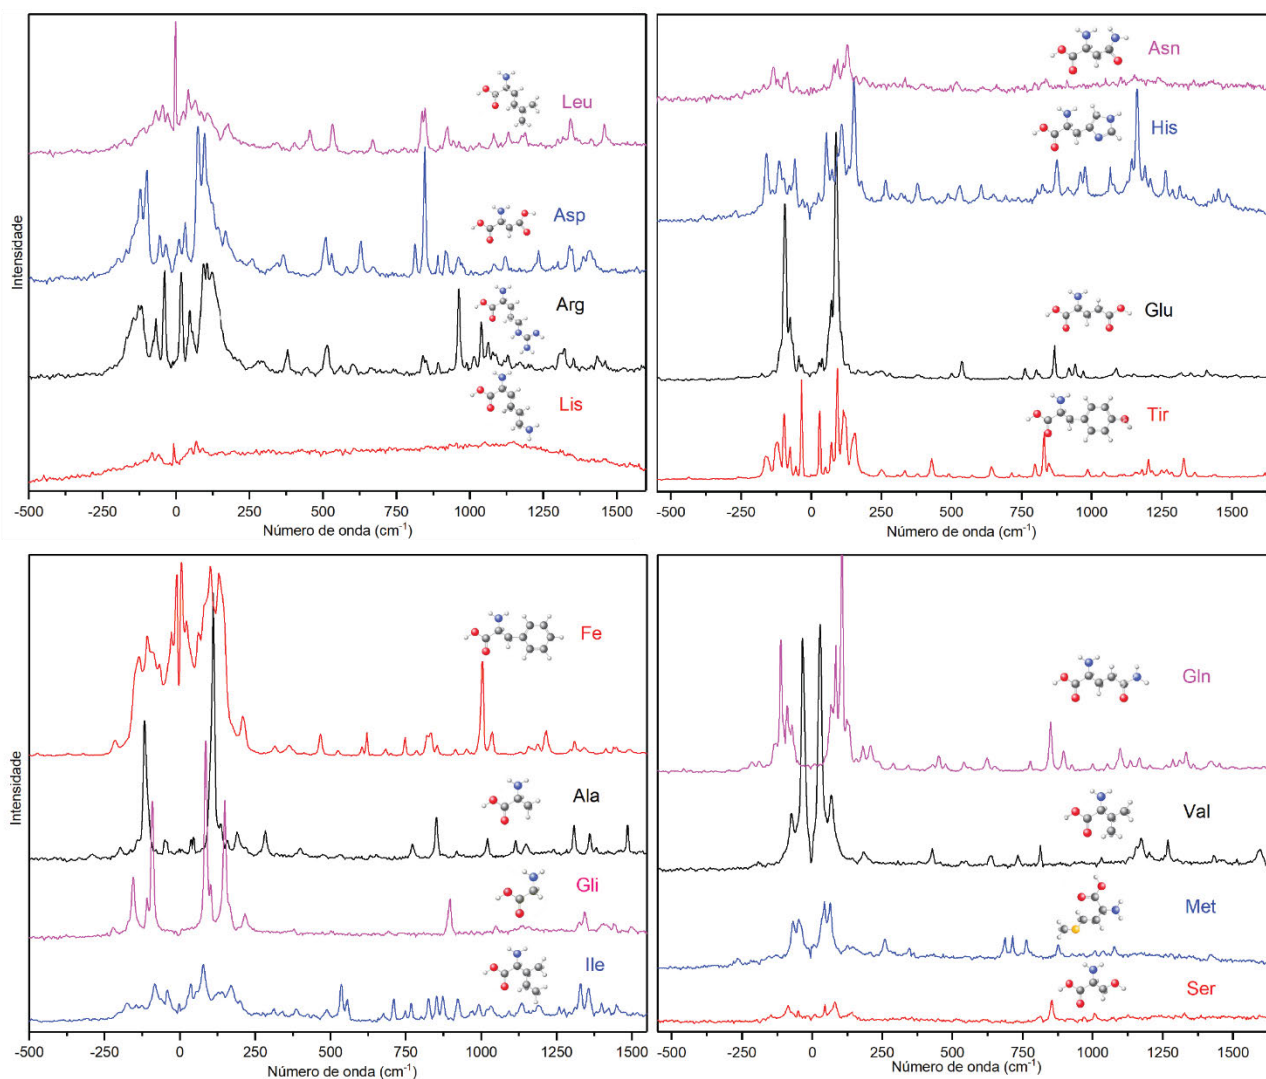 Leu
Asp
Arg
Lis
Intensidade
-500 -250 0 250 500 750 1000 1250 1500
Número de onda (cm-1)
Asn
His
Glu
Tir
-500 -250 0 250 500 750 1000 1250 1500
Número de onda (cm-1)
Fe
Ala
Gli
Ile
Intensidade
-500 -250 0 250 500 750 1000 1250 1500
Número de onda (cm-1)
Gln
Val
Met
Ser
-500 -250 0 250 500 750 1000 1250 1500
Número de onda (cm-1)